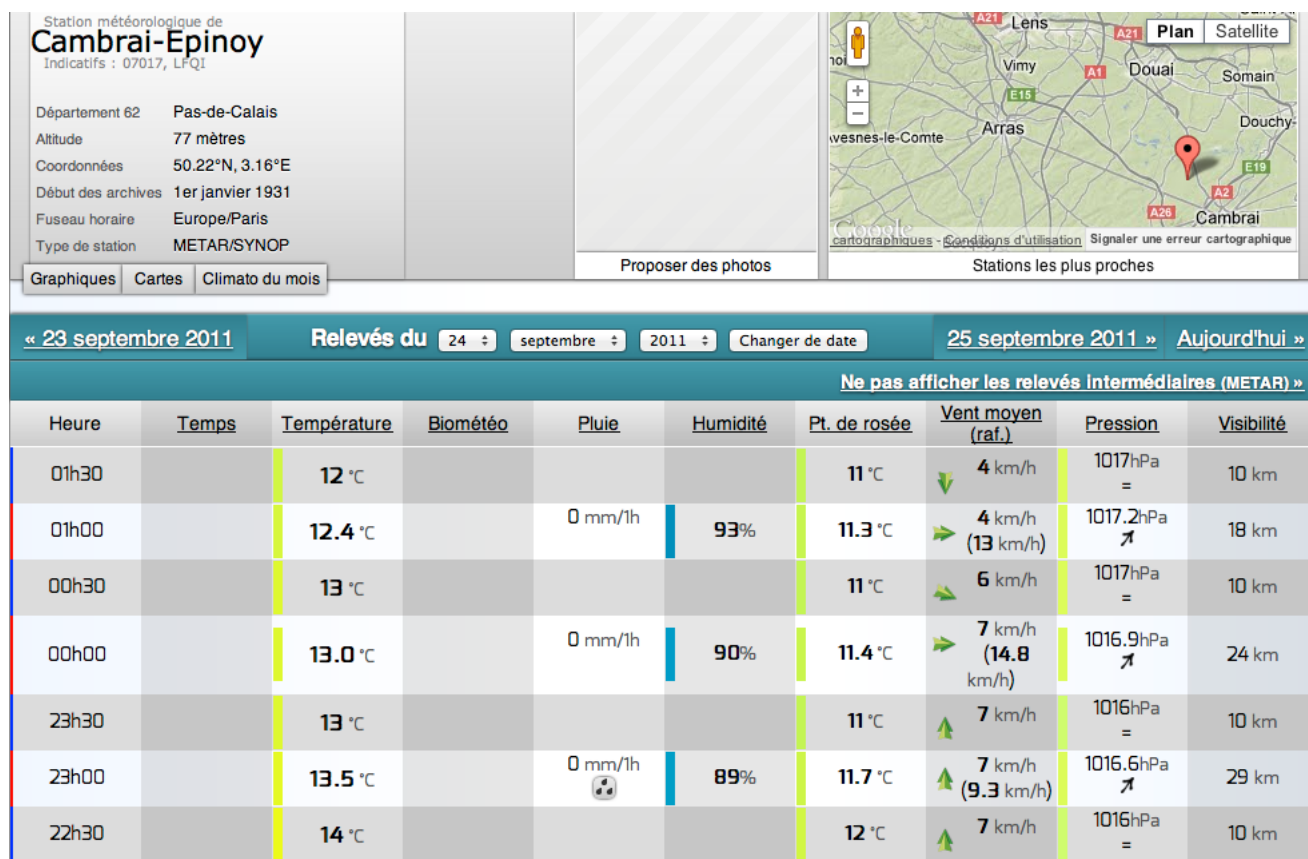 Station météorologique de
Cambrai-Epinoy
Indicatifs : 07017, LFQI
Département 62 Pas-de-Calais
Altitude 77 mètres
Coordonnées 50.22°N, 3.16°E
Début des archives 1er janvier 1931
Fuseau horaire Europe/Paris
Type de station METAR/SYNOP
Graphiques Cartes Climato du mois
Proposer des photos
A21 Lens
A21 Plan Satellite
Vimy A1 Douai Somain
E15
Arras Douchy-
vesnes-le-Comte
E19
A2
A26 Cambrai
Google
cartographiques - Conditions d'utilisation Signaler une erreur cartographique
Stations les plus proches
« 23 septembre 2011 Relevés du 24 septembre 2011 Changer de date 25 septembre 2011 » Aujourd'hui »
Ne pas afficher les relevés intermédiaires (METAR) »
Heure Temps Température Biométéo Pluie Humidité Pt. de rosée Vent moyen (raf.) Pression Visibilité
01h30 12 °C 11 °C 4 km/h 1017hPa = 10 km
01h00 12.4 °C 0 mm/1h 93% 11.3 °C 4 km/h (13 km/h) 1017.2hPa 18 km
00h30 13 °C 11 °C 6 km/h 1017hPa = 10 km
00h00 13.0 °C 0 mm/1h 90% 11.4 °C 7 km/h (14.8 km/h) 1016.9hPa 24 km
23h30 13 °C 11 °C 7 km/h 1016hPa = 10 km
23h00 13.5 °C 0 mm/1h 89% 11.7 °C 7 km/h (9.3 km/h) 1016.6hPa 29 km
22h30 14 °C 12 °C 7 km/h 1016hPa = 10 km